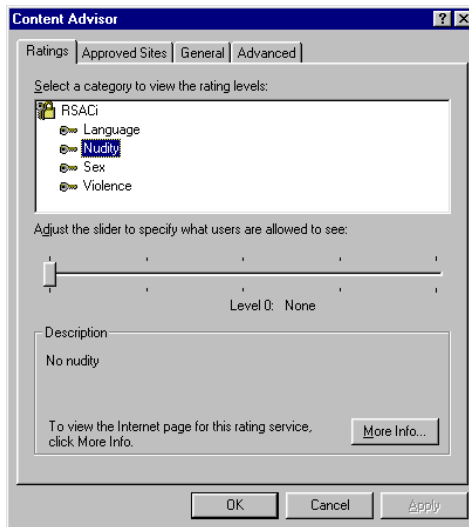 Content Advisor
Ratings Approved Sites General Advanced
Select a category to view the rating levels:
RSACi
Language
Nudity
Sex
Violence
Adjust the slider to specify what users are allowed to see:
Level 0: None
Description
No nudity
To view the Internet page for this rating service,
click More Info.
More Info...
OK Cancel Apply